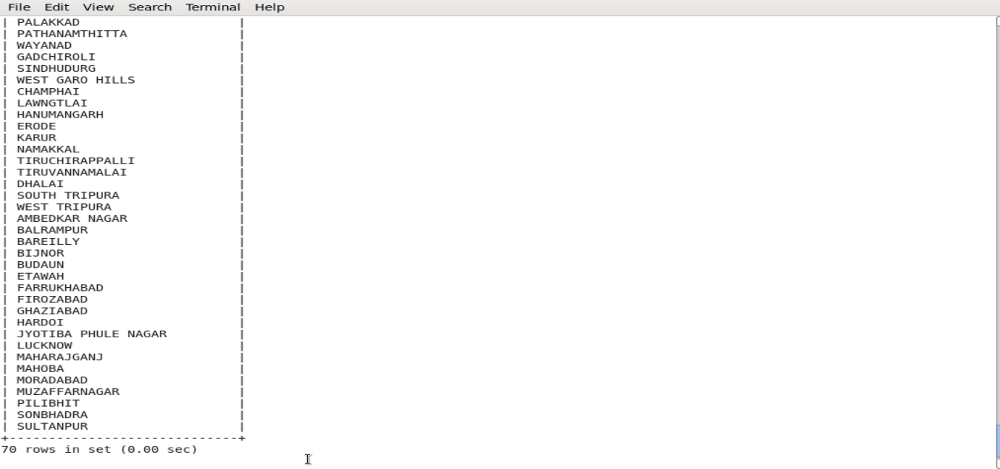 File Edit View Search Terminal Help
| PALAKKAD |
| PATHANAMTHITTA |
| WAYANAD |
| GADCHIROLI |
| SINDHUDURG |
| WEST GARO HILLS |
| CHAMPHAI |
| LAWNGTLAI |
| HANUMANGARH |
| ERODE |
| KARUR |
| NAMAKKAL |
| TIRUCHIRAPPALLI |
| TIRUVANNAMALAI |
| DHALAI |
| SOUTH TRIPURA |
| WEST TRIPURA |
| AMBEDKAR NAGAR |
| BALRAMPUR |
| BAREILLY |
| BIJNOR |
| BUDAUN |
| ETAWAH |
| FARRUKHABAD |
| FIROZABAD |
| GHAZIABAD |
| HARDOI |
| JYOTIBA PHULE NAGAR |
| LUCKNOW |
| MAHARAJGANJ |
| MAHOBA |
| MORADABAD |
| MUZAFFARNAGAR |
| PILIBHIT |
| SONBHADRA |
| SULTANPUR |
+-----------------------------+
70 rows in set (0.00 sec)